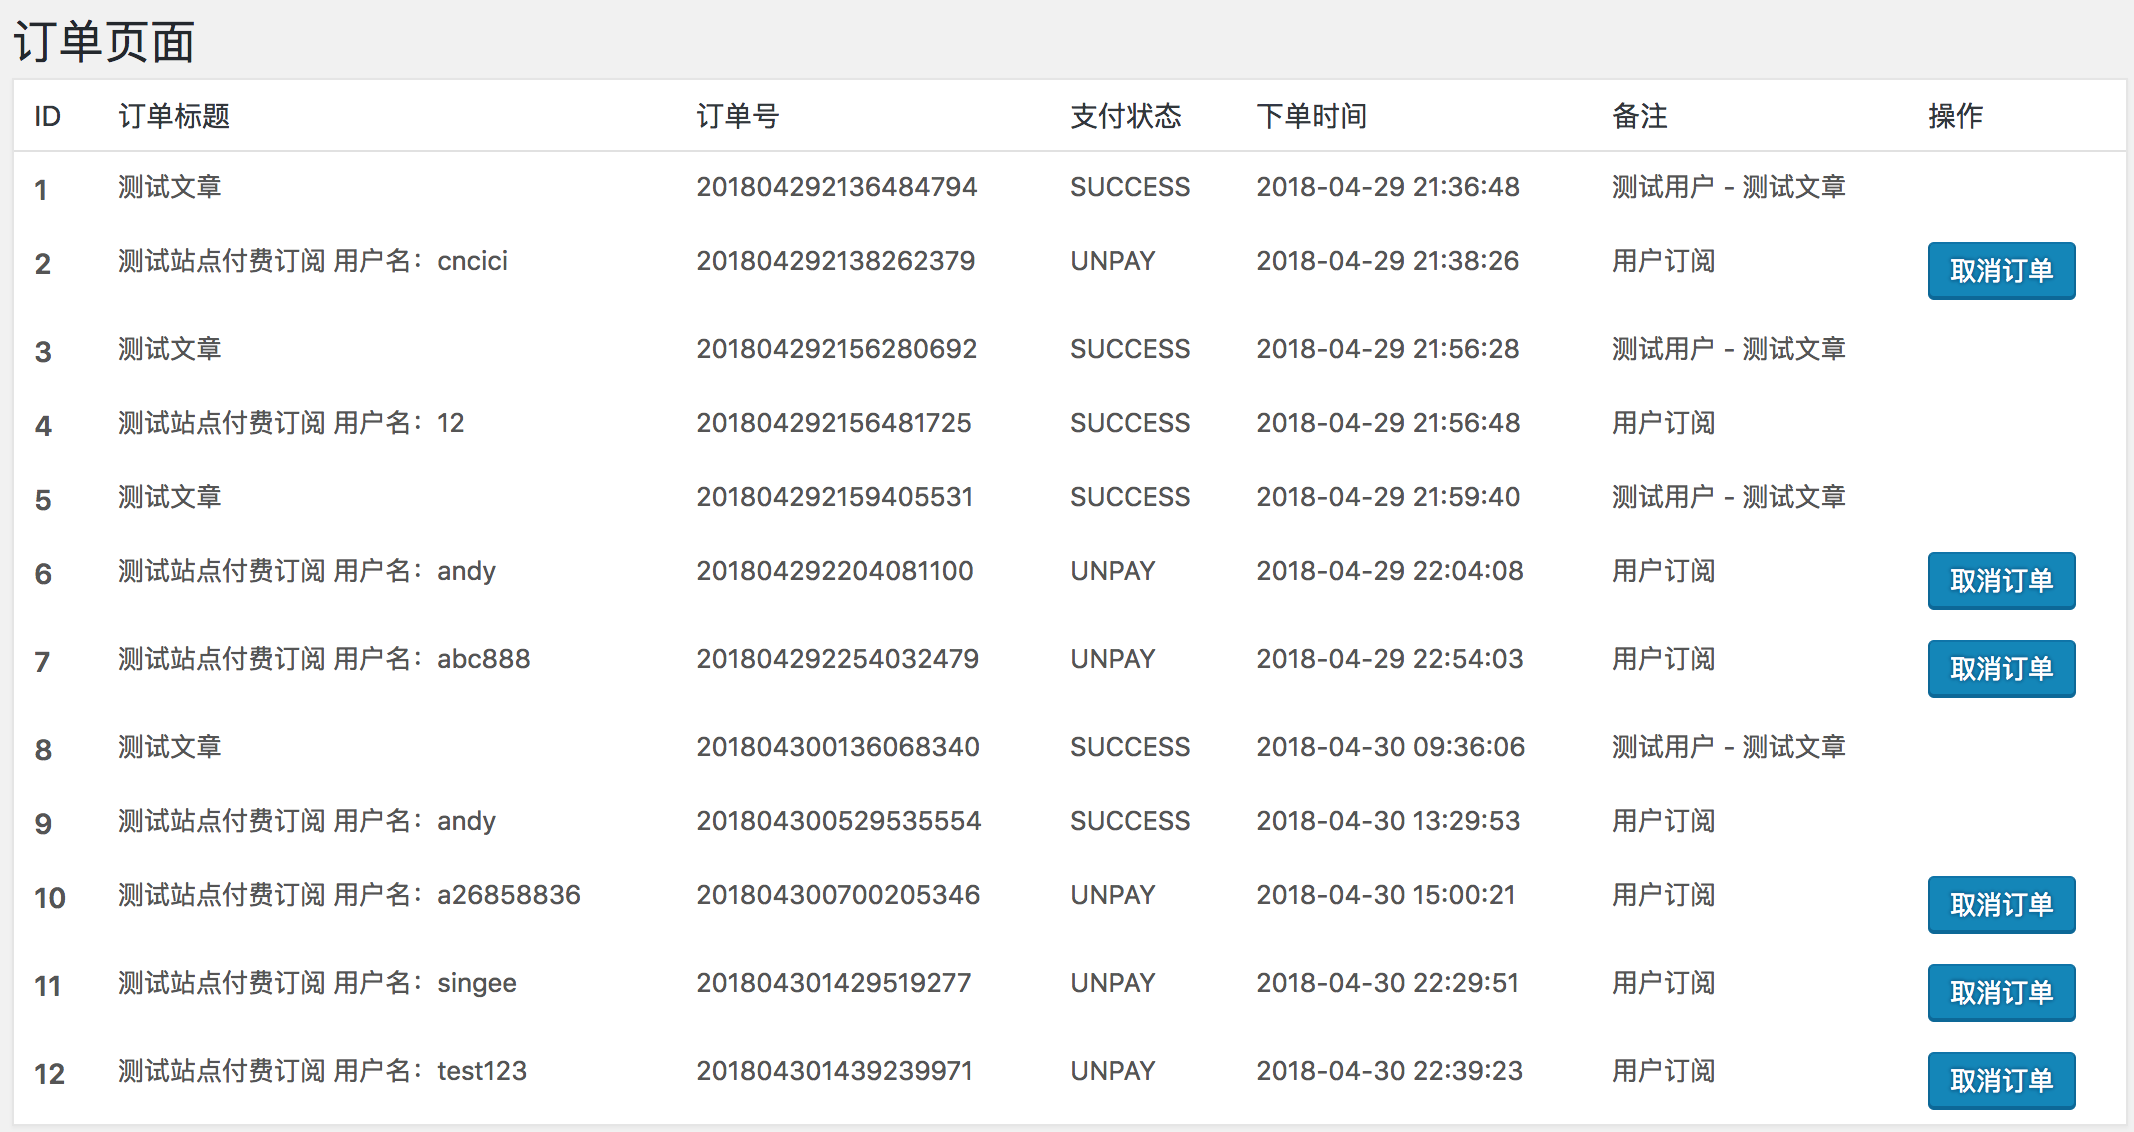 订单页面
ID 订单标题 订单号 支付状态 下单时间 备注 操作
1 测试文章 201804292136484794 SUCCESS 2018-04-29 21:36:48 测试用户 - 测试文章
2 测试站点付费订阅 用户名：cncici 201804292138262379 UNPAY 2018-04-29 21:38:26 用户订阅 取消订单
3 测试文章 201804292156280692 SUCCESS 2018-04-29 21:56:28 测试用户 - 测试文章
4 测试站点付费订阅 用户名：12 201804292156481725 SUCCESS 2018-04-29 21:56:48 用户订阅
5 测试文章 201804292159405531 SUCCESS 2018-04-29 21:59:40 测试用户 - 测试文章
6 测试站点付费订阅 用户名：andy 201804292204081100 UNPAY 2018-04-29 22:04:08 用户订阅 取消订单
7 测试站点付费订阅 用户名：abc888 201804292254032479 UNPAY 2018-04-29 22:54:03 用户订阅 取消订单
8 测试文章 201804300136068340 SUCCESS 2018-04-30 09:36:06 测试用户 - 测试文章
9 测试站点付费订阅 用户名：andy 201804300529535554 SUCCESS 2018-04-30 13:29:53 用户订阅
10 测试站点付费订阅 用户名：a26858836 201804300700205346 UNPAY 2018-04-30 15:00:21 用户订阅 取消订单
11 测试站点付费订阅 用户名：singee 201804301429519277 UNPAY 2018-04-30 22:29:51 用户订阅 取消订单
12 测试站点付费订阅 用户名：test123 201804301439239971 UNPAY 2018-04-30 22:39:23 用户订阅 取消订单